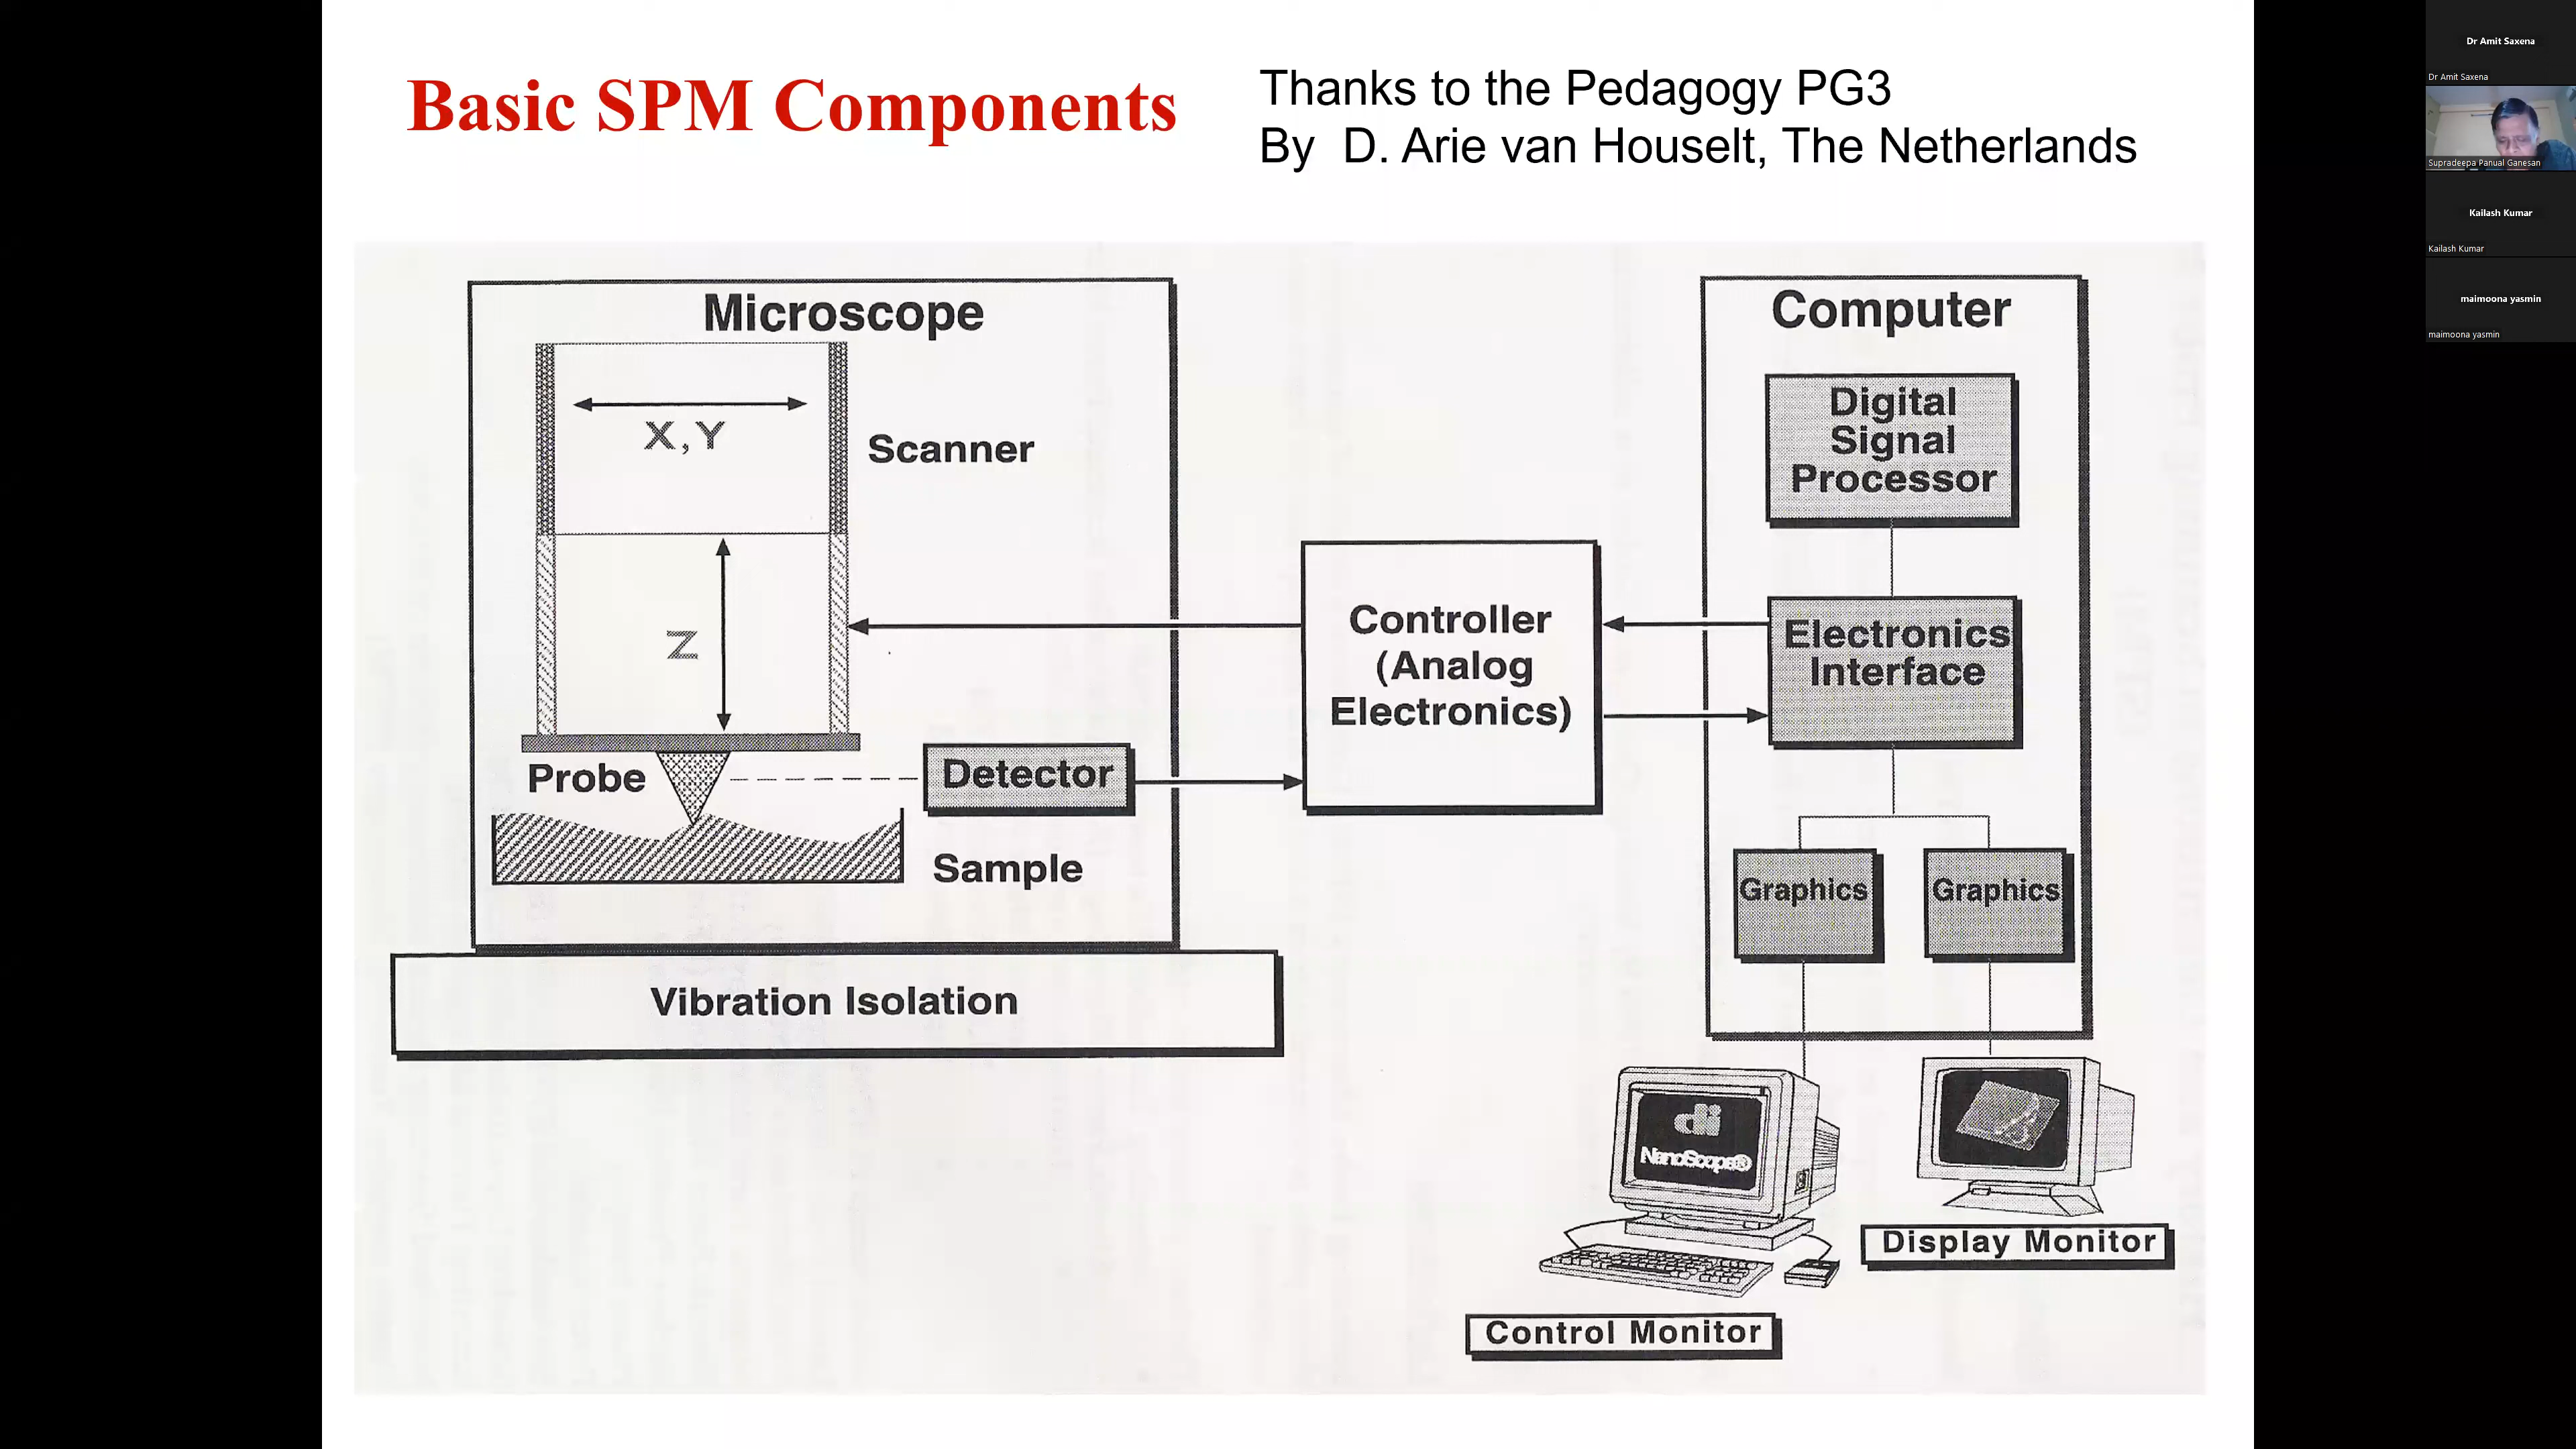 Basic SPM Components
Thanks to the Pedagogy PG3
By D. Arie van Houselt, The Netherlands
Microscope
X,Y
Scanner
Z
Probe
Detector
Sample
Vibration Isolation
Controller
(Analog
Electronics)
Computer
Digital
Signal
Processor
Electronics
Interface
Graphics
Graphics
di
NanoScope®
Display Monitor
Control Monitor
Dr Amit Saxena
Dr Amit Saxena
Supradeepa Panual Ganesan
Kailash Kumar
Kailash Kumar
maimoona yasmin
maimoona yasmin